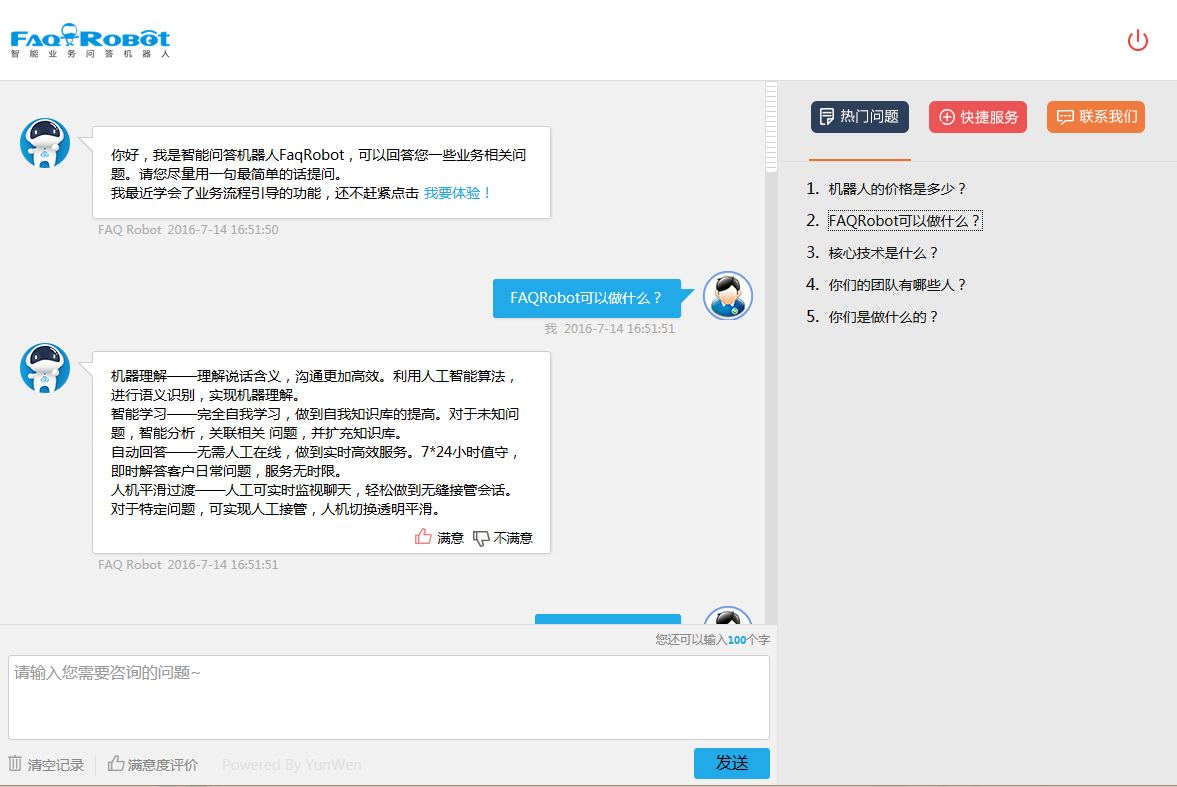 FAQRobot
智能业务问答机器人
你好，我是智能问答机器人FaqRobot，可以回答您一些业务相关问
题。请您尽量用一句最简单的话提问。
我最近学会了业务流程引导的功能，还不赶紧点击 我要体验！
FAQ Robot 2016-7-14 16:51:50
FAQRobot可以做什么？
我 2016-7-14 16:51:51
机器理解——理解说话含义，沟通更加高效。利用人工智能算法，
进行语义识别，实现机器理解。
智能学习——完全自我学习，做到自我知识库的提高。对于未知问
题，智能分析，关联相关 问题，并扩充知识库。
自动回答——无需人工在线，做到实时高效服务。7*24小时值守，
即时解答客户日常问题，服务无时限。
人机平滑过渡——人工可实时监视聊天，轻松做到无缝接管会话。
对于特定问题，可实现人工接管，人机切换透明平滑。
满意 不满意
FAQ Robot 2016-7-14 16:51:51
您还可以输入100个字
请输入您需要咨询的问题~
清空记录 满意度评价 Powered By YunWen 发送
热门问题 快捷服务 联系我们
1. 机器人的价格是多少？
2. FAQRobot可以做什么？
3. 核心技术是什么？
4. 你们的团队有哪些人？
5. 你们是做什么的？